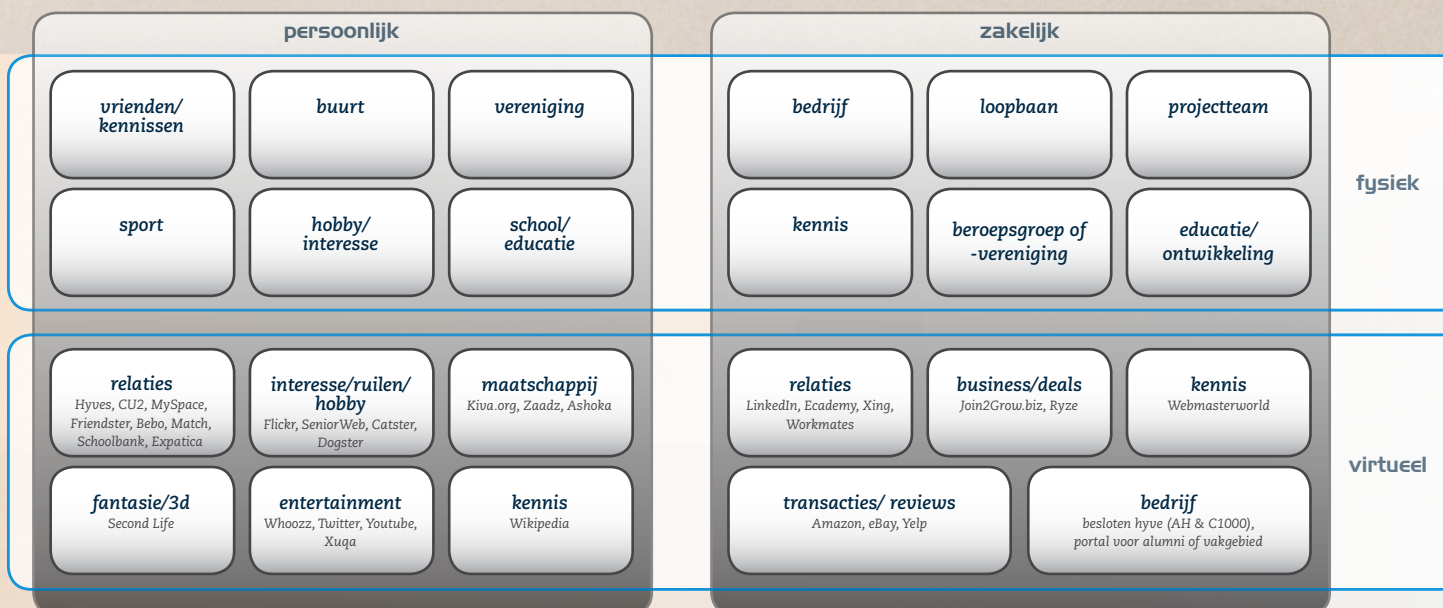 persoonlijk
zakelijk
vrienden/
kennissen
buurt
vereniging
bedrijf
loopbaan
projectteam
fysiek
sport
hobby/
interesse
school/
educatie
kennis
beroepsgroep of
-vereniging
educatie/
ontwikkeling
relaties
Hyves, CU2, MySpace,
Friendster, Bebo, Match,
Schoolbank, Expatica
interesse/ruilen/
hobby
Flickr, SeniorWeb, Catster,
Dogster
maatschappij
Kiva.org, Zaadz, Ashoka
relaties
LinkedIn, Ecademy, Xing,
Workmates
business/deals
Join2Grow.biz, Ryze
kennis
Webmasterworld
virtueel
fantasie/3d
Second Life
entertainment
Whoozz, Twitter, Youtube,
Xuqa
kennis
Wikipedia
transacties/ reviews
Amazon, eBay, Yelp
bedrijf
besloten hyve (AH & C1000),
portal voor alumni of vakgebied